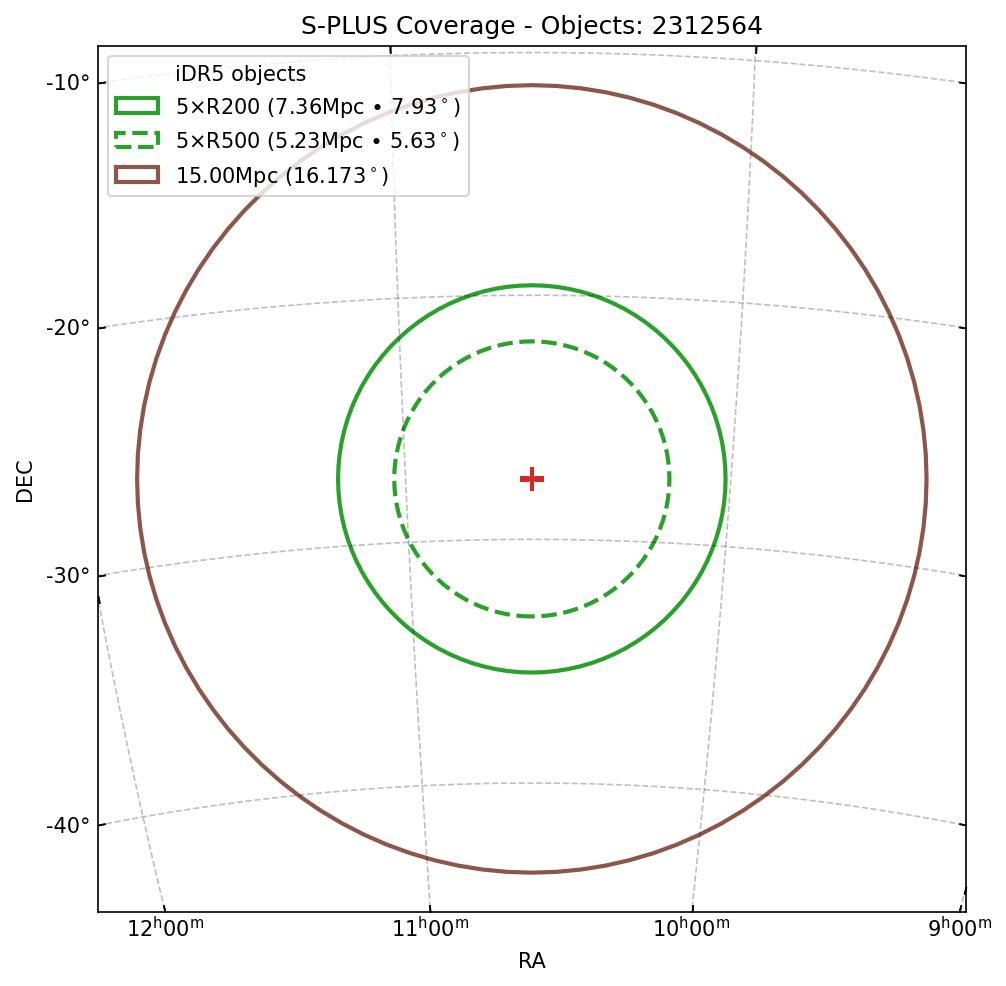 S-PLUS Coverage - Objects: 2312564
iDR5 objects
5×R200 (7.36Mpc • 7.93°)
5×R500 (5.23Mpc • 5.63°)
15.00Mpc (16.173°)
-10°
-20°
-30°
-40°
DEC
12ʰ00ᵐ
11ʰ00ᵐ
10ʰ00ᵐ
9ʰ00ᵐ
RA